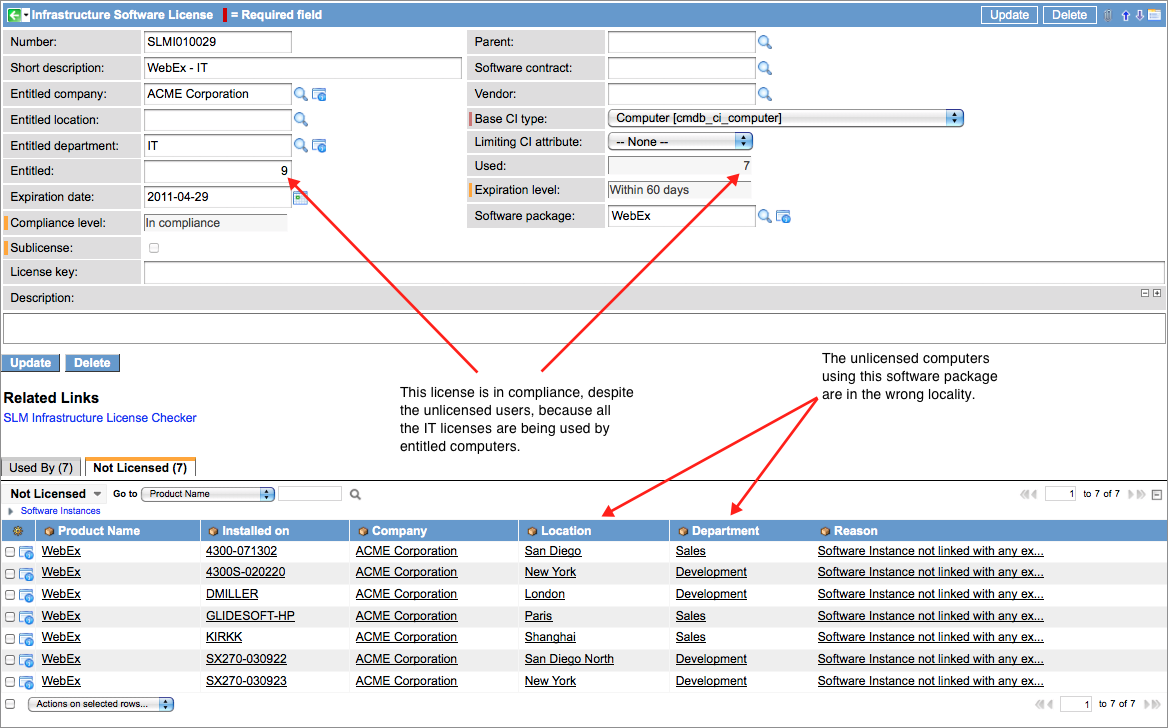 Infrastructure Software License = Required field Update Delete
Number: SLMI010029 Parent:
Short description: WebEx - IT Software contract:
Entitled company: ACME Corporation Vendor:
Entitled location: Base CI type: Computer [cmdb_ci_computer]
Entitled department: IT Limiting CI attribute: -- None --
Entitled: 9 Used: 7
Expiration date: 2011-04-29 Expiration level: Within 60 days
Compliance level: In compliance Software package: WebEx
Sublicense:
License key:
Description:
Update Delete
The unlicensed computers
using this software package
are in the wrong locality.
This license is in compliance, despite
the unlicensed users, because all
the IT licenses are being used by
entitled computers.
Related Links
SLM Infrastructure License Checker
Used By (7) Not Licensed (7)
Not Licensed Go to Product Name 1 to 7 of 7
Software Instances
Product Name Installed on Company Location Department Reason
WebEx 4300-071302 ACME Corporation San Diego Sales Software Instance not linked with any ex...
WebEx 4300S-020220 ACME Corporation New York Development Software Instance not linked with any ex...
WebEx DMILLER ACME Corporation London Development Software Instance not linked with any ex...
WebEx GLIDESOFT-HP ACME Corporation Paris Sales Software Instance not linked with any ex...
WebEx KIRKK ACME Corporation Shanghai Sales Software Instance not linked with any ex...
WebEx SX270-030922 ACME Corporation San Diego North Development Software Instance not linked with any ex...
WebEx SX270-030923 ACME Corporation New York Development Software Instance not linked with any ex...
Actions on selected rows... 1 to 7 of 7